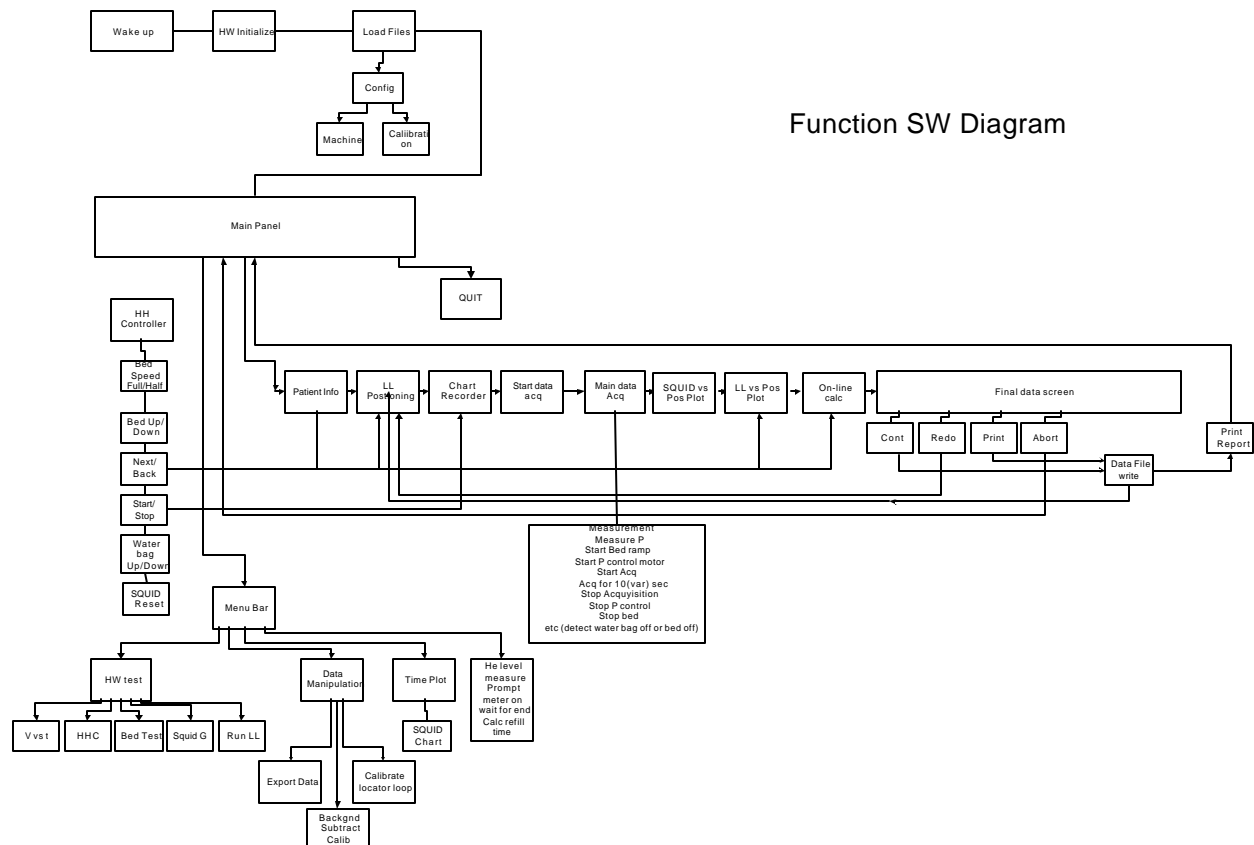 Wake up
HW Initialize
Load Files
Config
Machine
Caliibrati
on
Function SW Diagram
Main Panel
QUIT
HH
Controller
Bed
Speed
Full/Half
Bed Up/
Down
Next/
Back
Start/
Stop
Water
bag
Up/Down
SQUID
Reset
Patient Info
LL
Postioning
Chart
Recorder
Start data
acq
Main data
Acq
SQUID vs
Pos Plot
LL vs Pos
Plot
On-line
calc
Final data screen
Cont
Redo
Print
Abort
Data File
write
Print
Report
Measurement
Measure P
Start Bed ramp
Start P control motor
Start Acq
Acq for 10(var) sec
Stop Acquyisition
Stop P control
Stop bed
etc (detect water bag off or bed off)
Menu Bar
HW test
Data
Manipulation
Time Plot
He level
measure
Prompt
meter on
wait for end
Calc refill
time
V vs t
HHC
Bed Test
Squid G
Run LL
SQUID
Chart
Export Data
Calibrate
locator loop
Backgnd
Subtract
Calib